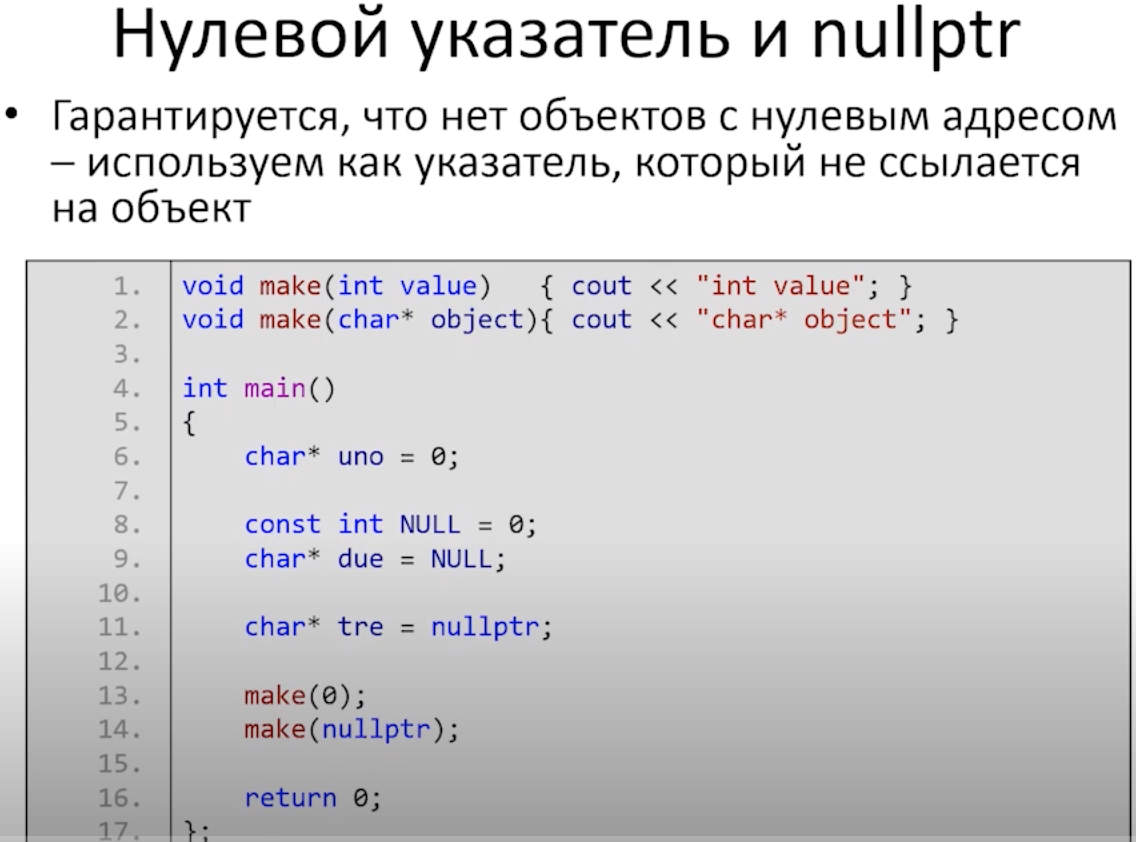 Нулевой указатель и nullptr
• Гарантируется, что нет объектов с нулевым адресом
– используем как указатель, который не ссылается
на объект
1. void make(int value)   { cout << "int value"; }
2. void make(char* object){ cout << "char* object"; }
3.
4. int main()
5. {
6.     char* uno = 0;
7.
8.     const int NULL = 0;
9.     char* due = NULL;
10.
11.     char* tre = nullptr;
12.
13.     make(0);
14.     make(nullptr);
15.
16.     return 0;
17. };